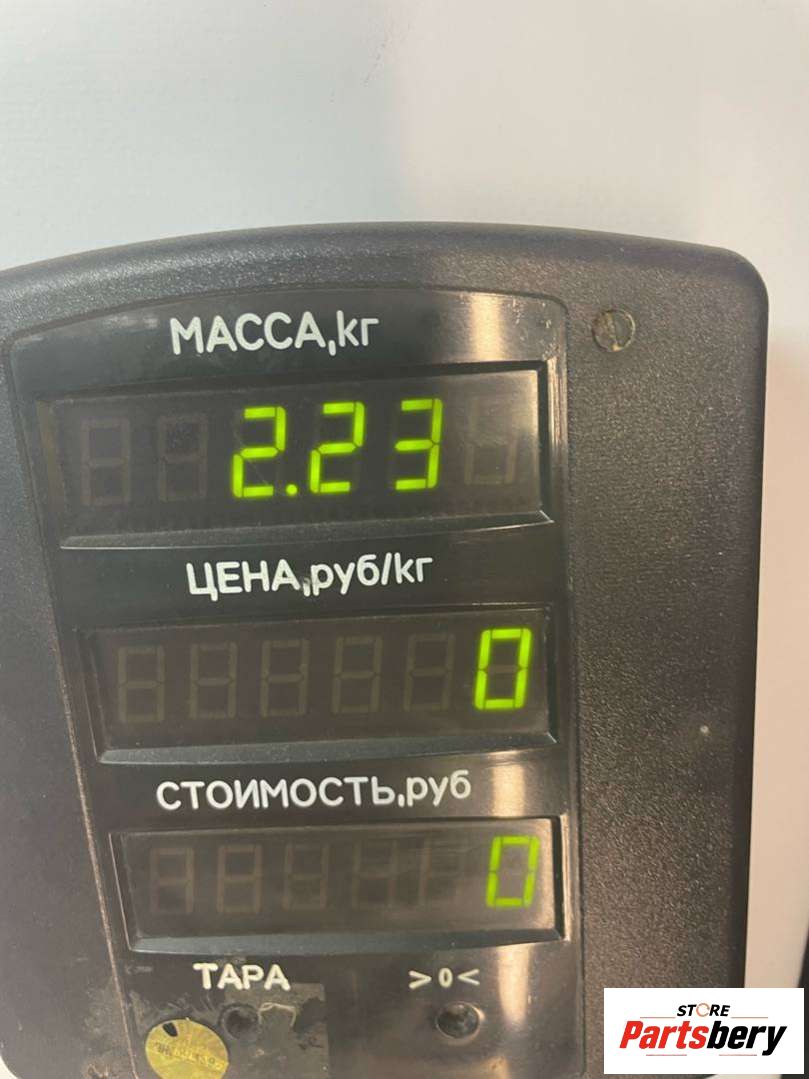 МАССА,кг
2.23
ЦЕНА,руб/кг
0
СТОИМОСТЬ,руб
0
ТАРА >0<
STORE
Partsbery